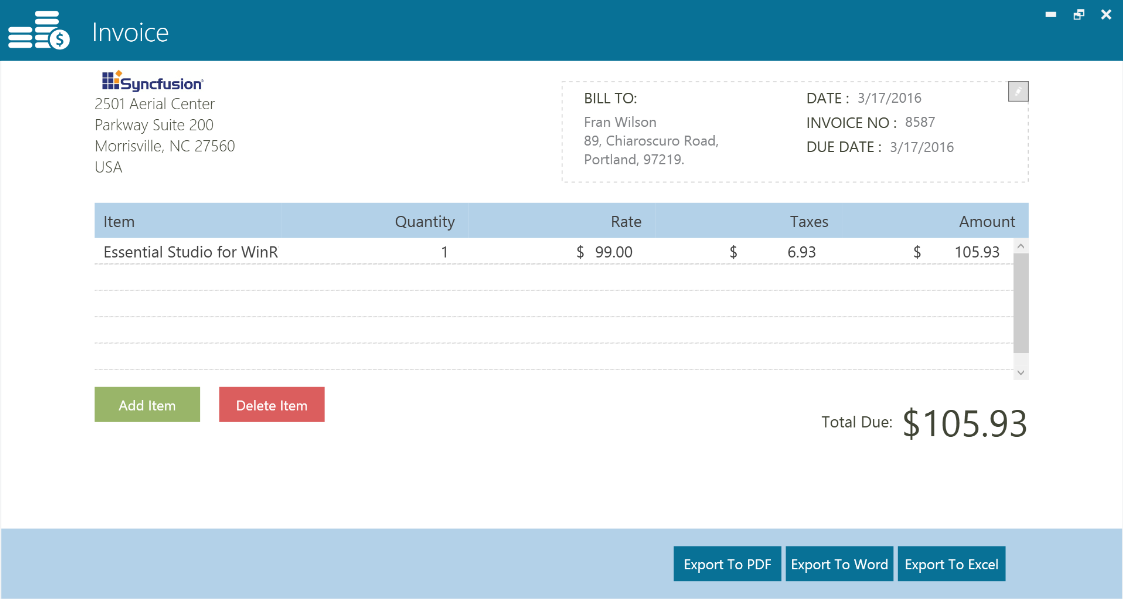 $ Invoice
Syncfusion
2501 Aerial Center
Parkway Suite 200
Morrisville, NC 27560
USA
BILL TO:
Fran Wilson
89, Chiaroscuro Road,
Portland, 97219.
DATE : 3/17/2016
INVOICE NO : 8587
DUE DATE : 3/17/2016
Item Quantity Rate Taxes Amount
Essential Studio for WinR 1 $ 99.00 $ 6.93 $ 105.93
Add Item Delete Item
Total Due: $105.93
Export To PDF Export To Word Export To Excel